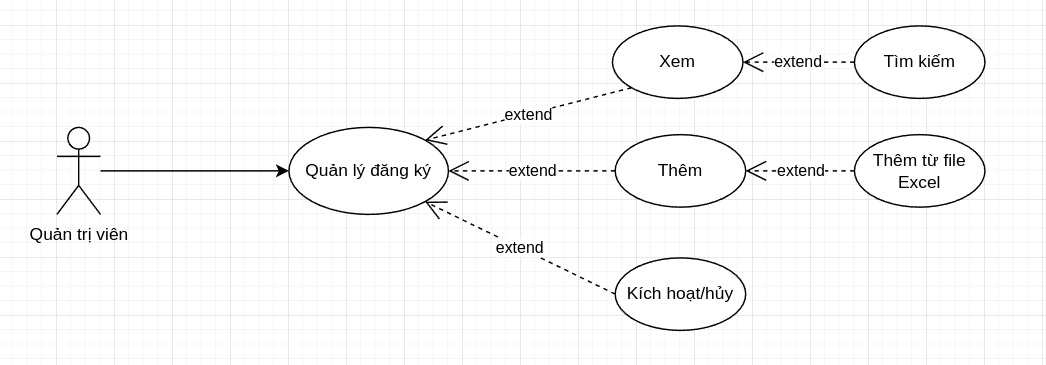 Xem
extend
Tìm kiếm
extend
Quản lý đăng ký
extend
Thêm
extend
Thêm từ file
Excel
Quản trị viên
extend
Kích hoạt/hủy